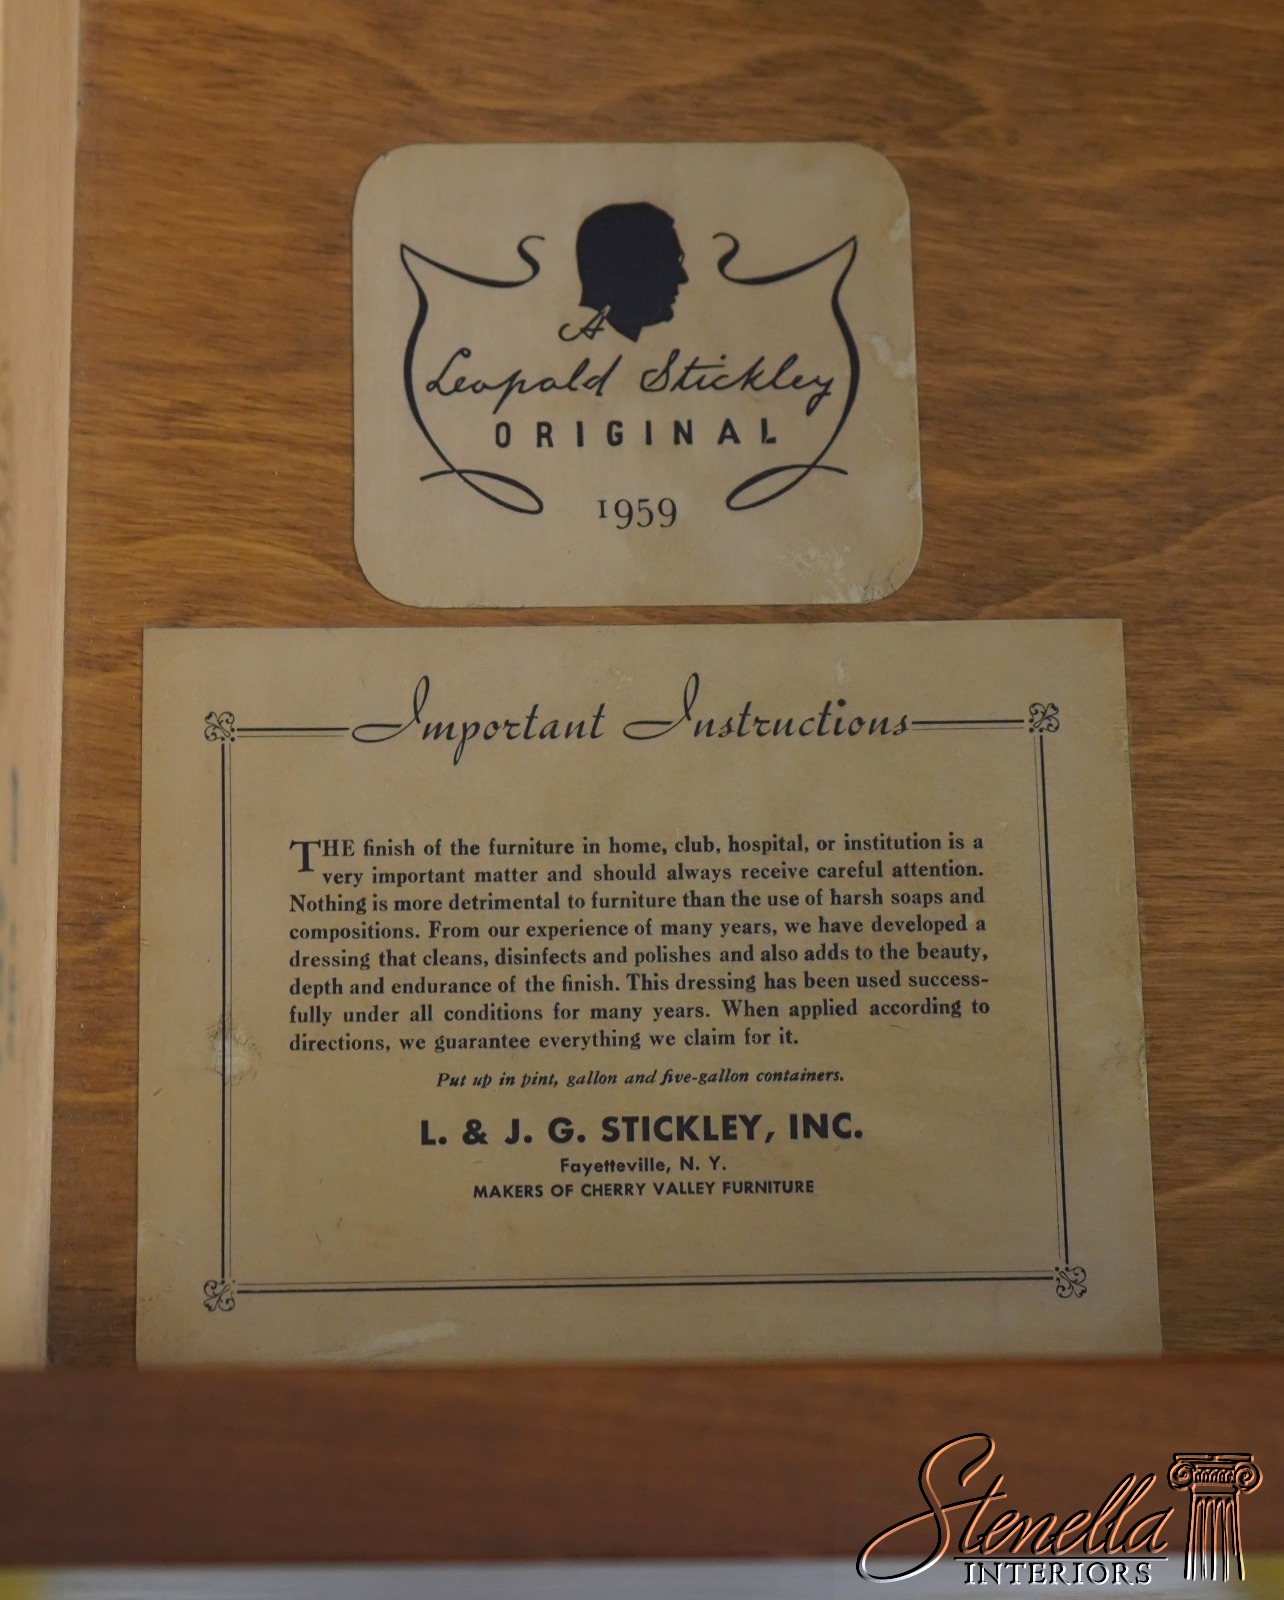 A
Leopold Stickley
ORIGINAL
1959
Important Instructions
THE finish of the furniture in home, club, hospital, or institution is a
very important matter and should always receive careful attention.
Nothing is more detrimental to furniture than the use of harsh soaps and
compositions. From our experience of many years, we have developed a
dressing that cleans, disinfects and polishes and also adds to the beauty,
depth and endurance of the finish. This dressing has been used success-
fully under all conditions for many years. When applied according to
directions, we guarantee everything we claim for it.
Put up in pint, gallon and five-gallon containers.
L. & J. G. STICKLEY, INC.
Fayetteville, N. Y.
MAKERS OF CHERRY VALLEY FURNITURE
Stenella
INTERIORS